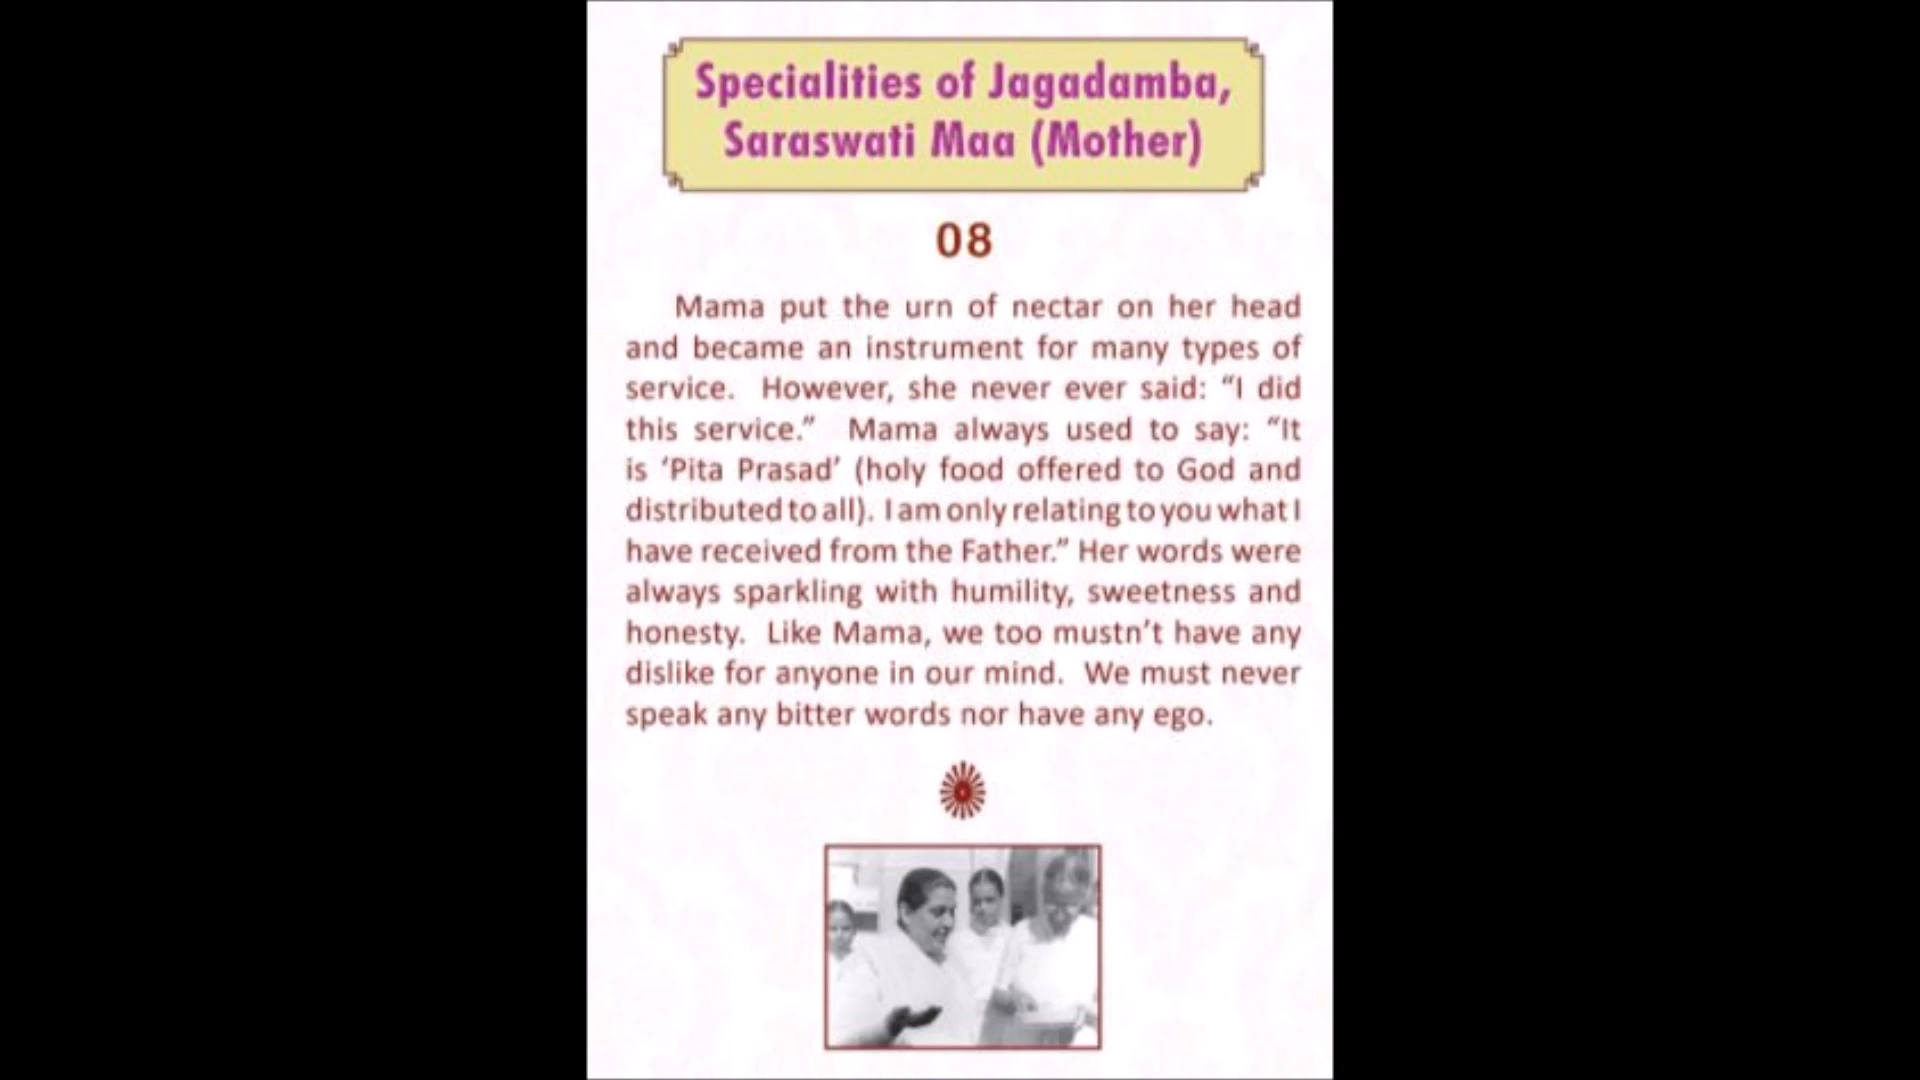 Specialities of Jagadamba,
Saraswati Maa (Mother)
08
Mama put the urn of nectar on her head
and became an instrument for many types of
service. However, she never ever said: “I did
this service.” Mama always used to say: “It
is ‘Pita Prasad’ (holy food offered to God and
distributed to all). I am only relating to you what I
have received from the Father.” Her words were
always sparkling with humility, sweetness and
honesty. Like Mama, we too mustn’t have any
dislike for anyone in our mind. We must never
speak any bitter words nor have any ego.